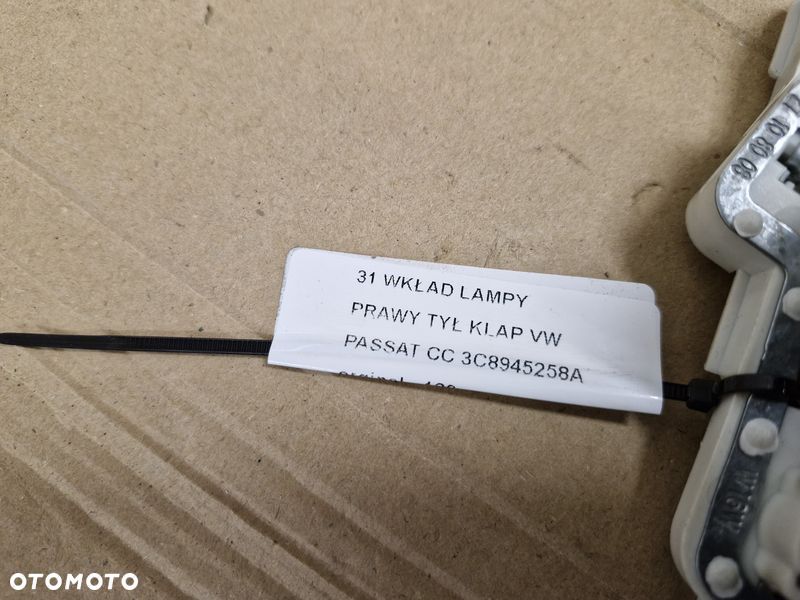 31 WKŁAD LAMPY
PRAWY TYŁ KLAP VW
PASSAT CC 3C8945258A
OTOMOTO